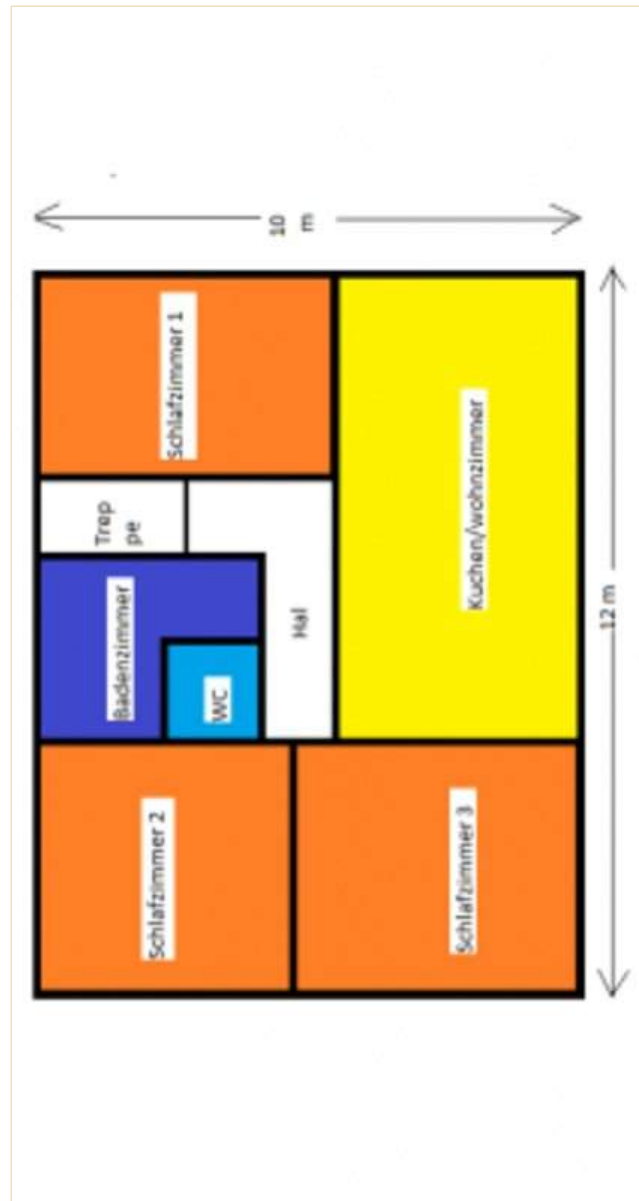 Schlafzimmer 2
Badenzimmer
Trep
pe
Schlafzimmer 1
WC
10
m
Hal
Schlafzimmer 3
Kuchen/wohnzimmer
12 m